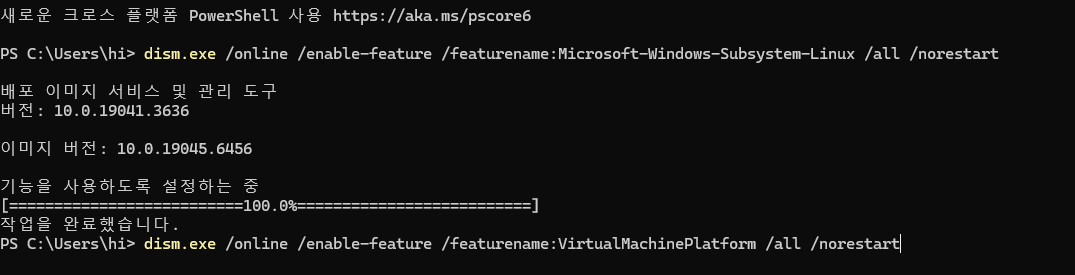 새로운 크로스 플랫폼 PowerShell 사용 https://aka.ms/pscore6
PS C:\Users\hi> dism.exe /online /enable-feature /featurename:Microsoft-Windows-Subsystem-Linux /all /norestart
배포 이미지 서비스 및 관리 도구
버전: 10.0.19041.3636
이미지 버전: 10.0.19045.6456
기능을 사용하도록 설정하는 중
[==========================100.0%==========================]
작업을 완료했습니다.
PS C:\Users\hi> dism.exe /online /enable-feature /featurename:VirtualMachinePlatform /all /norestart